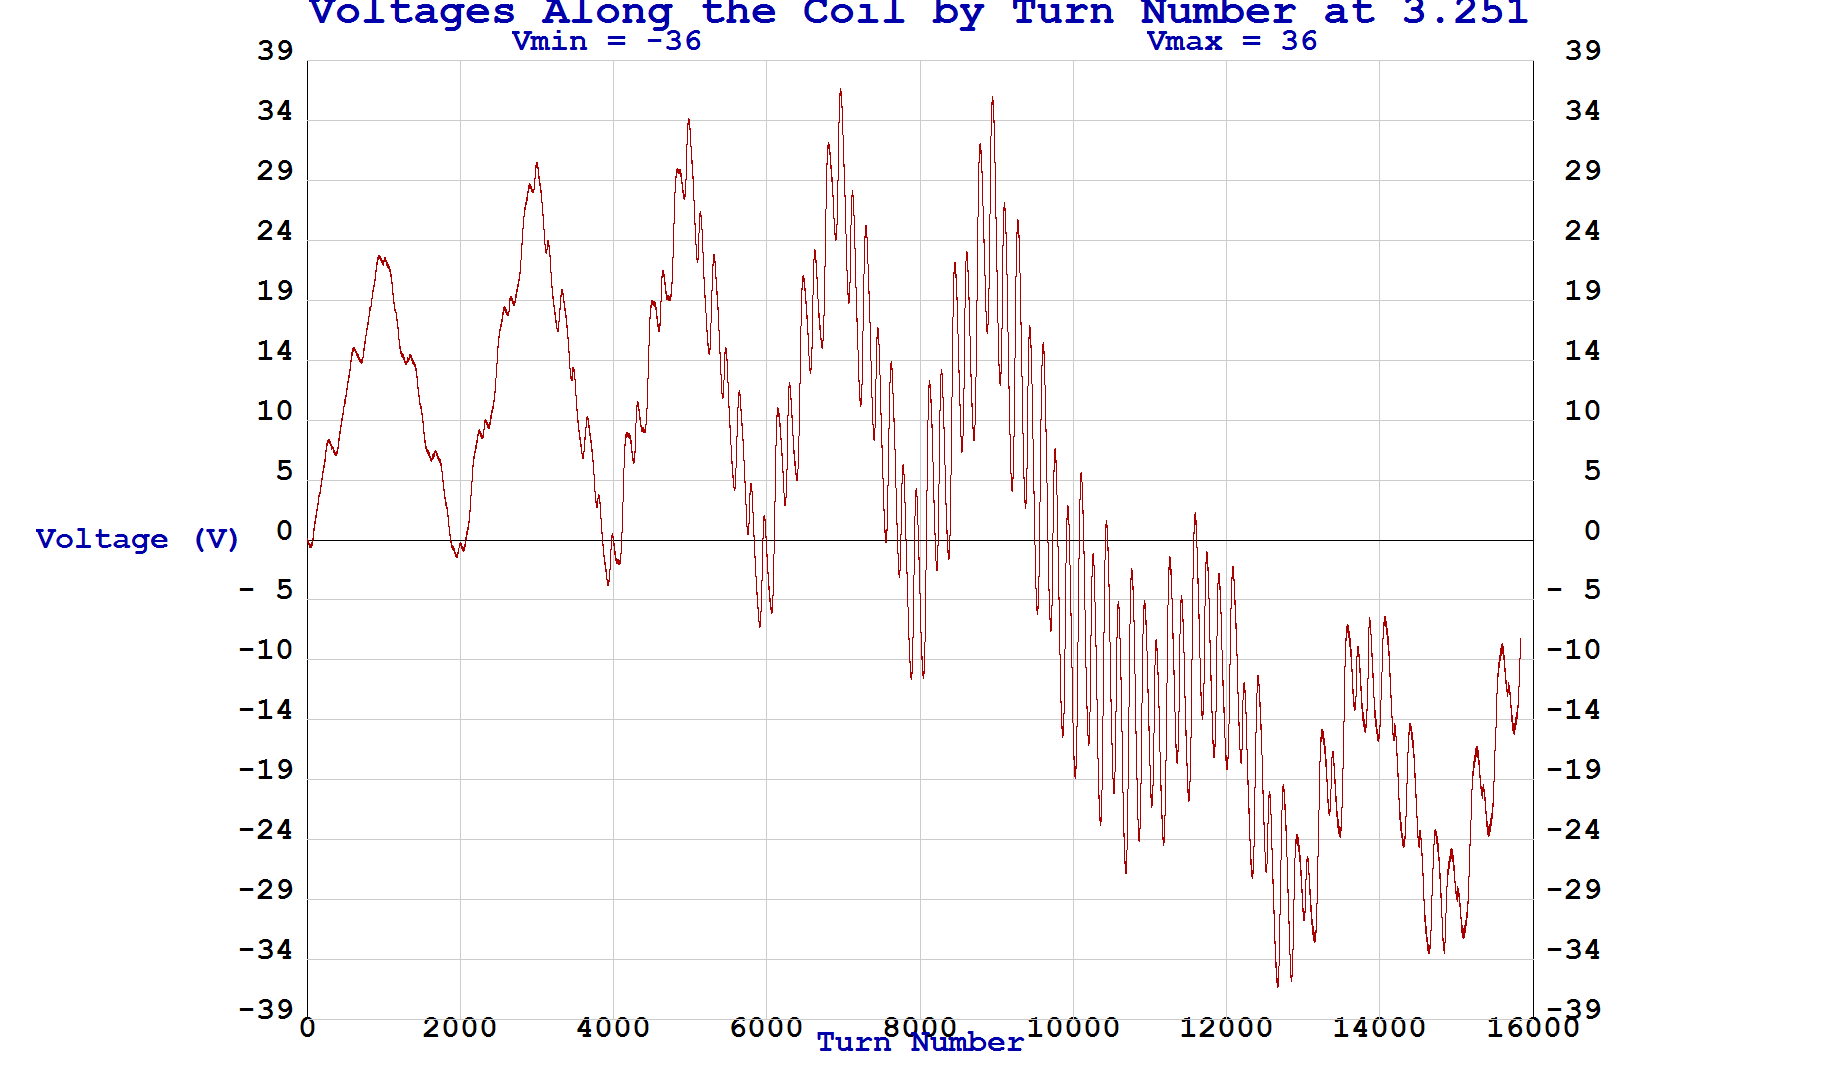 Voltages Along the Coil by Turn Number at 3.251
Vmin = -36 Vmax = 36
39 39
34 34
29 29
24 24
19 19
14 14
10 10
5 5
Voltage (V) 0 0
- 5 - 5
-10 -10
-14 -14
-19 -19
-24 -24
-29 -29
-34 -34
-39 -39
0 2000 4000 6000 8000 10000 12000 14000 16000
Turn Number